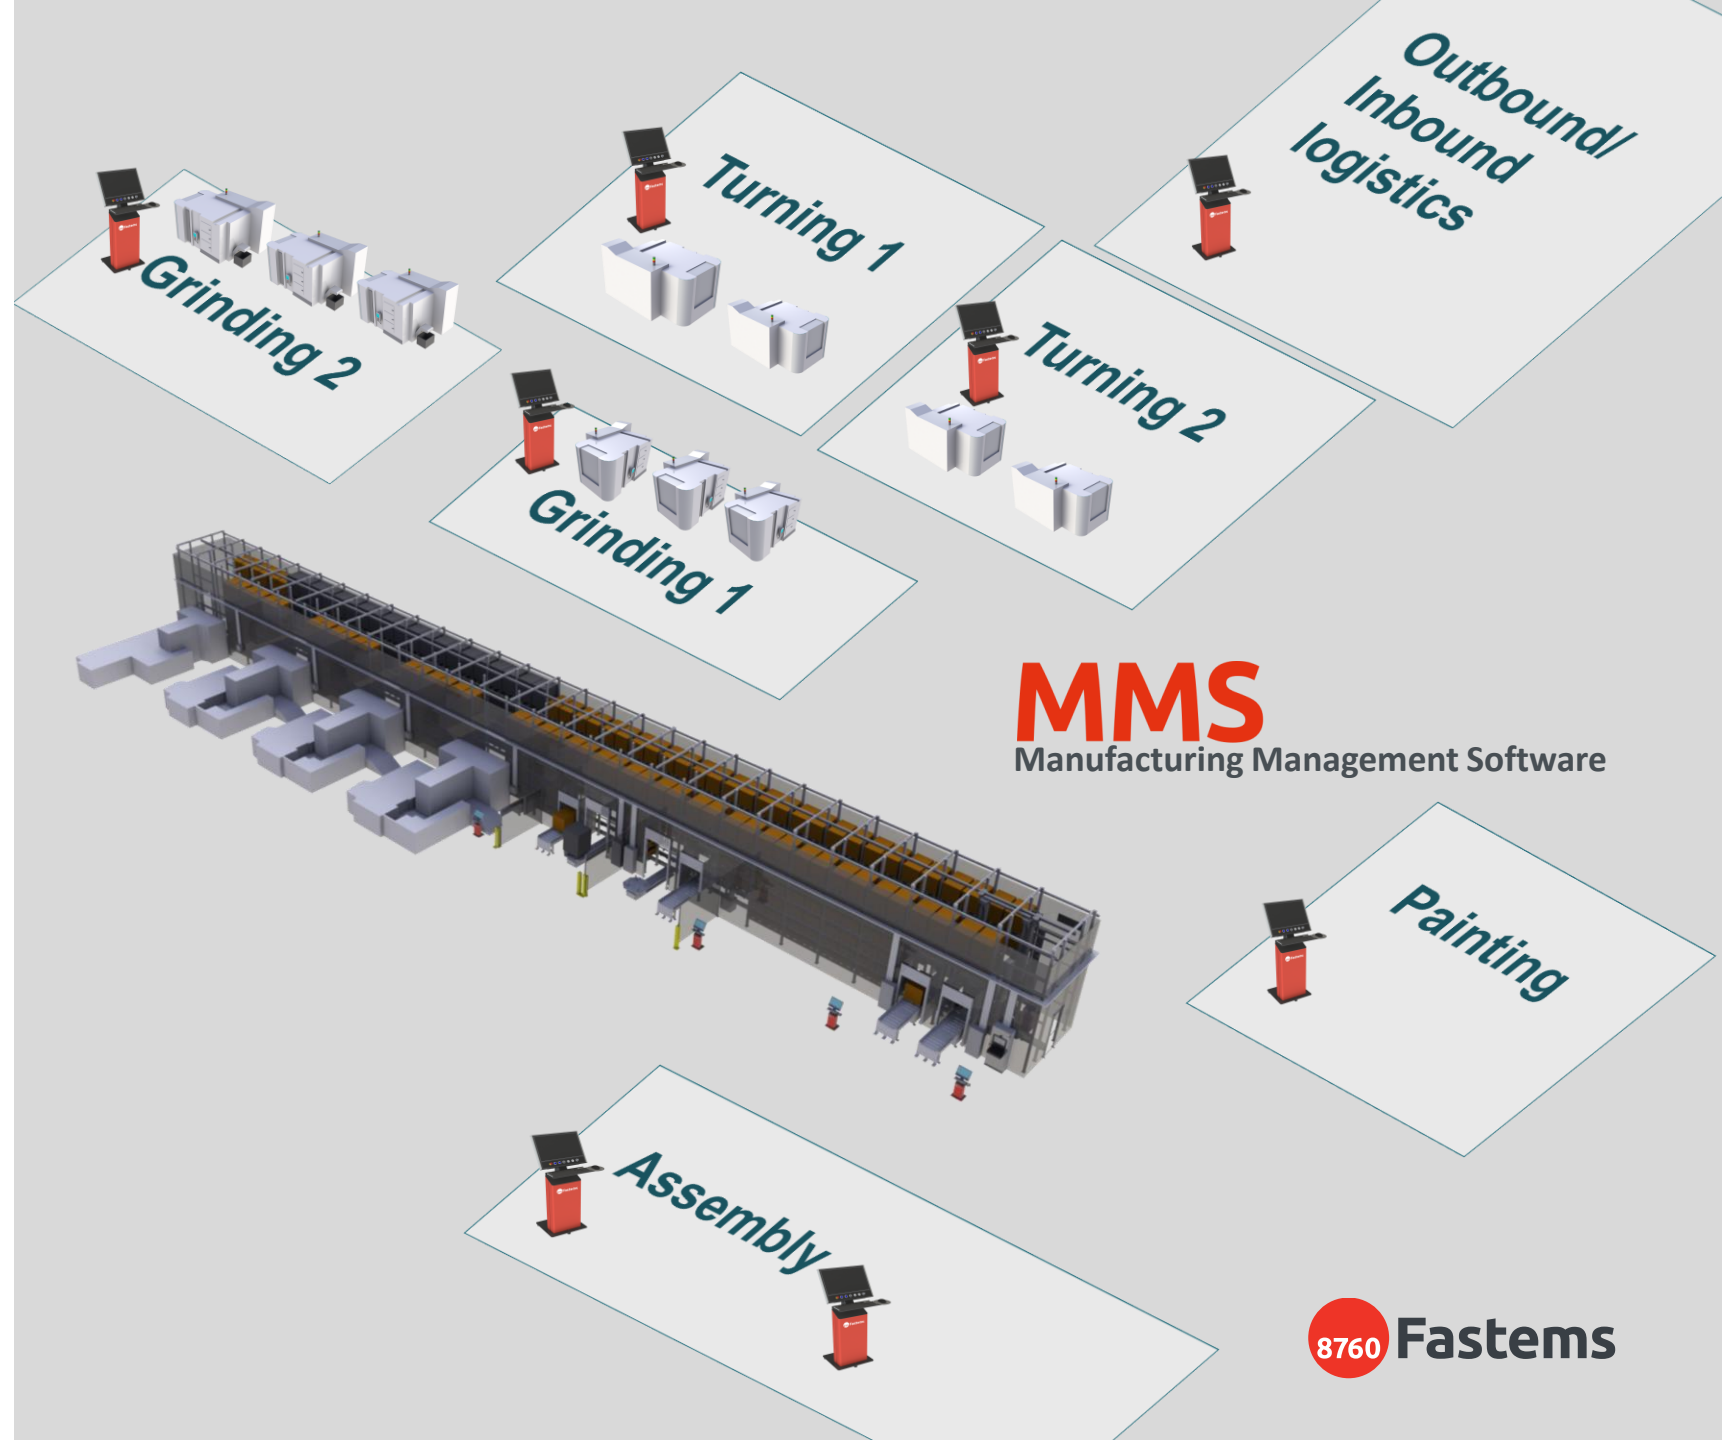 Outbound/
Inbound
logistics
Turning 1
Grinding 2
Turning 2
Grinding 1
MMS
Manufacturing Management Software
Painting
Assembly
8760 Fastems